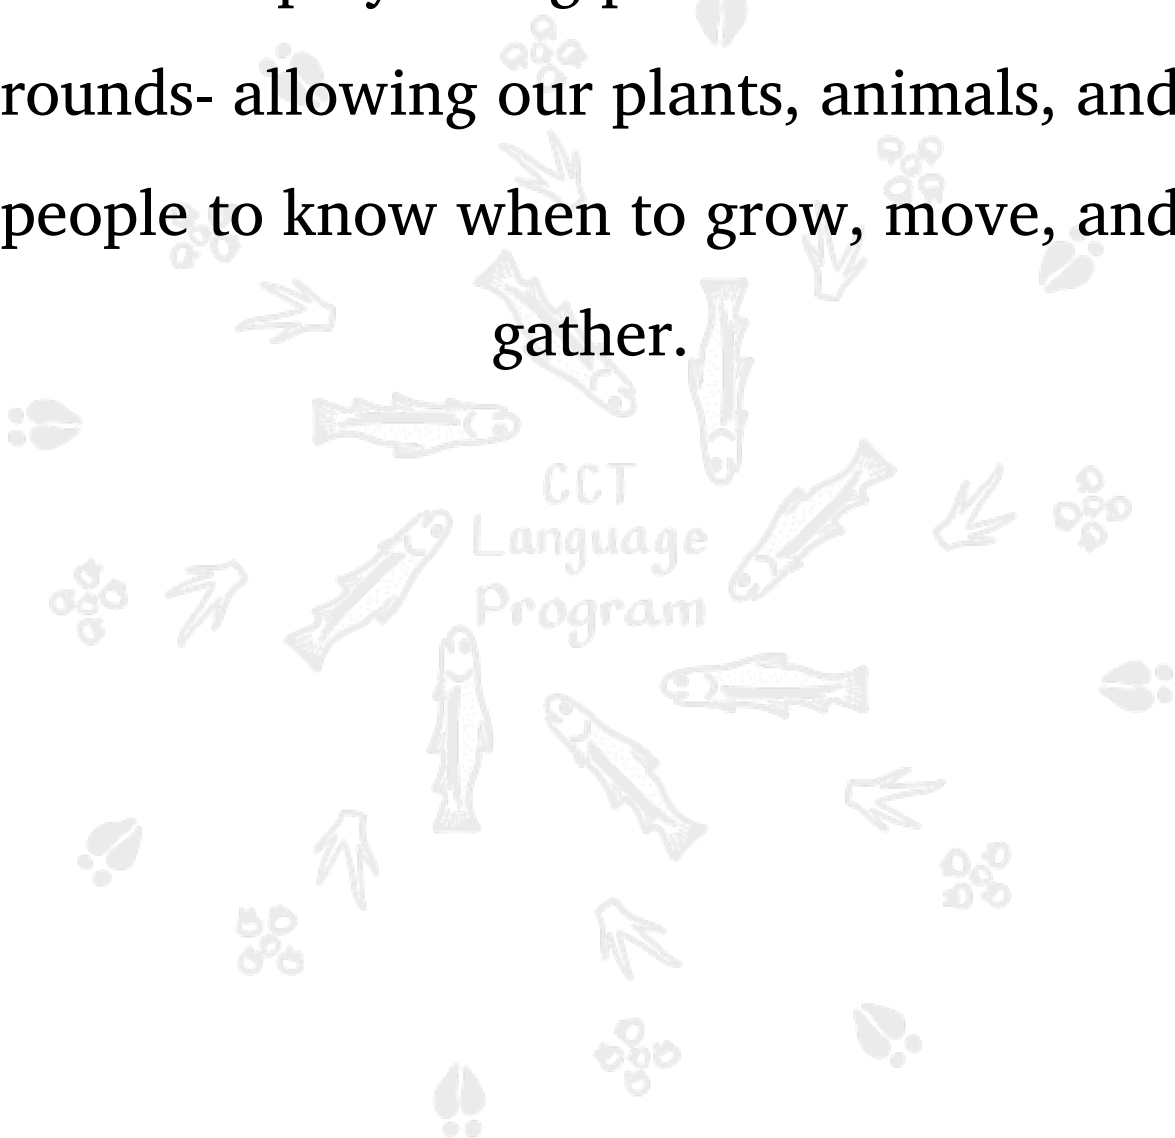 rounds- allowing our plants, animals, and
people to know when to grow, move, and
gather.
CCT
Language
Program